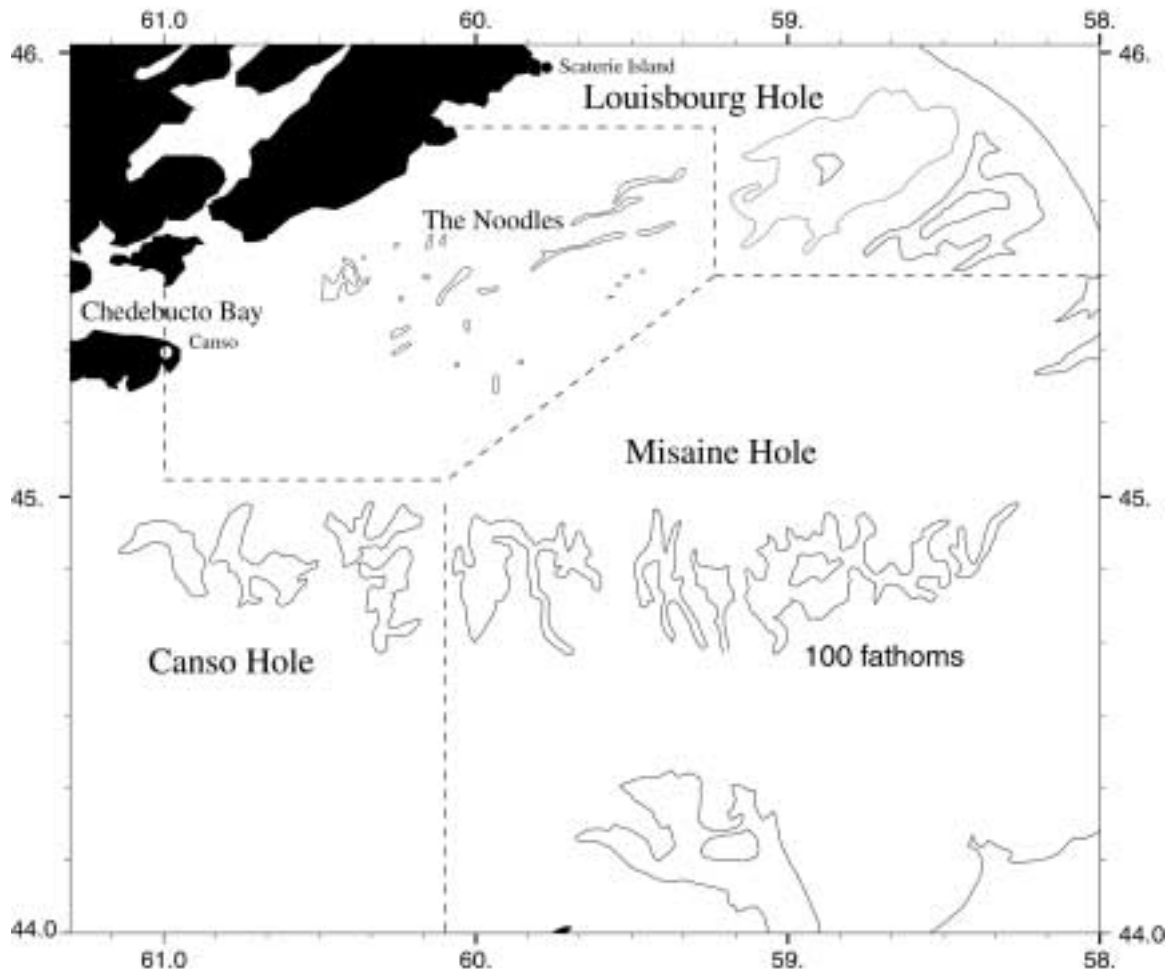 61.0 60. 59. 58.
46. 46.
Scaterie Island
Louisbourg Hole
The Noodles
Chedebucto Bay
Canso
Misaine Hole
45. 45.
Canso Hole
100 fathoms
44.0 44.0
61.0 60. 59. 58.